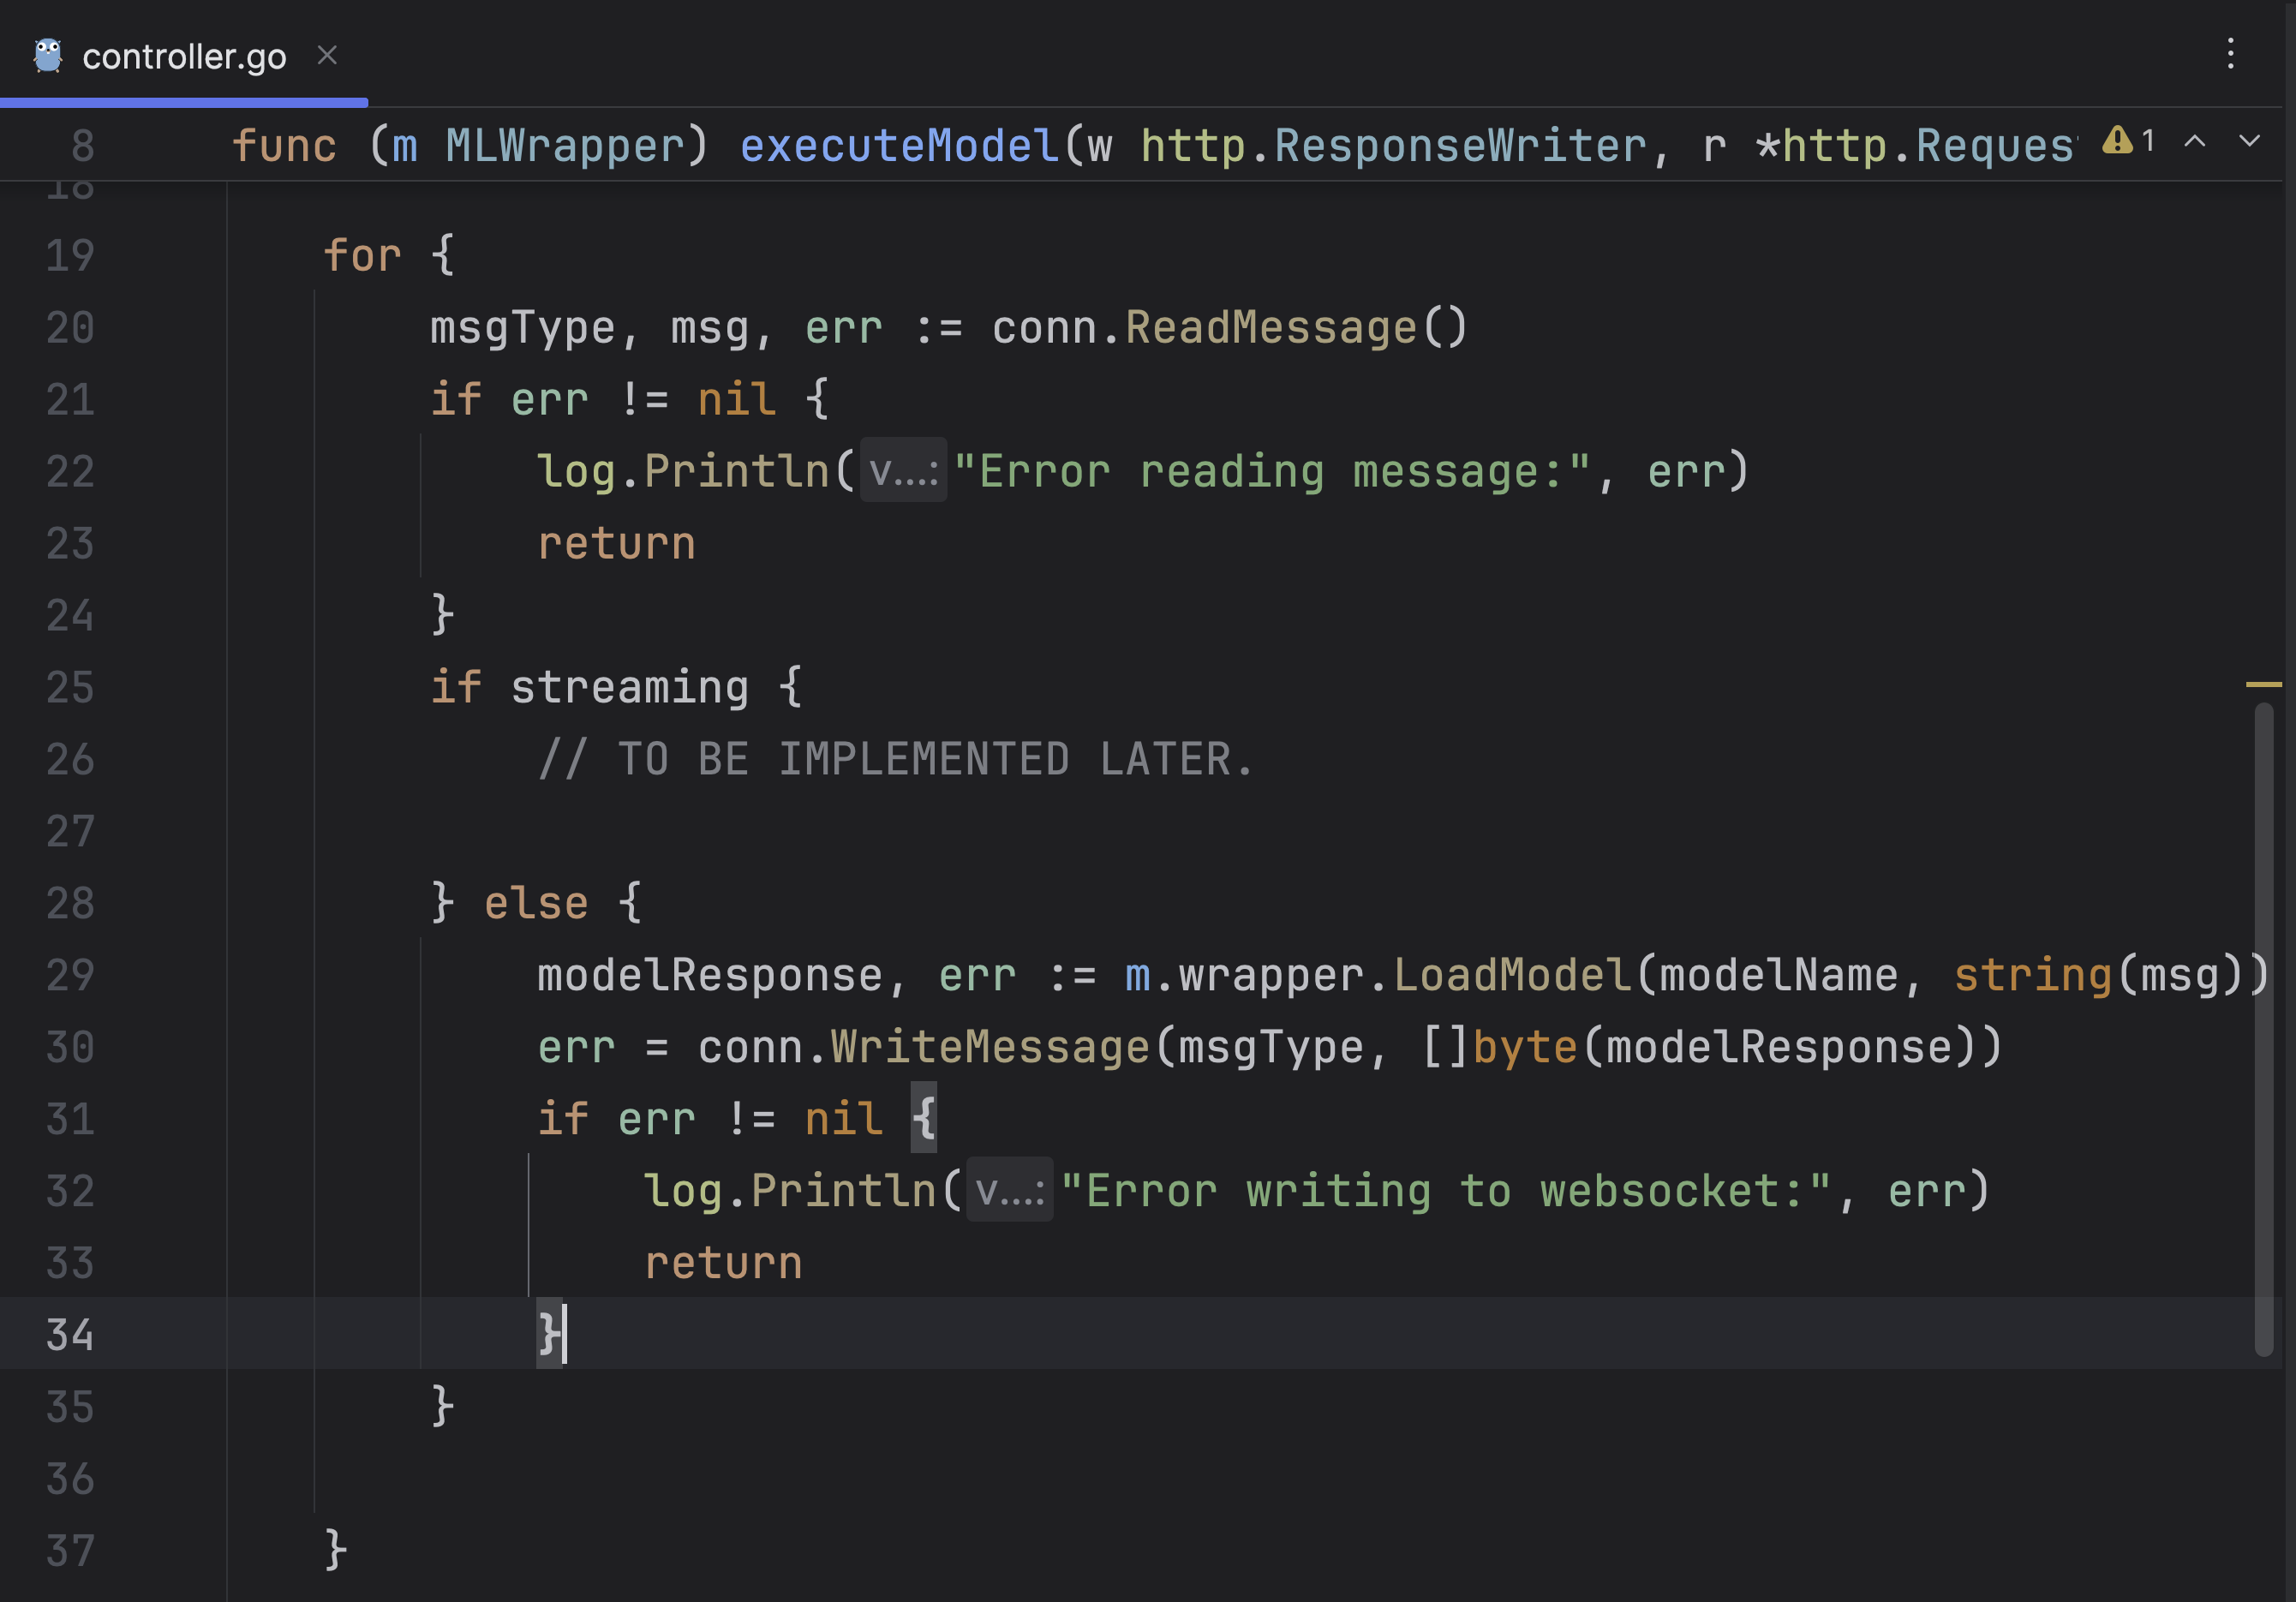 controller.go
8 func (m MLWrapper) executeModel(w http.ResponseWriter, r *http.Reques 1
18
19 for {
20 msgType, msg, err := conn.ReadMessage()
21 if err != nil {
22 log.Println(v...: "Error reading message:", err)
23 return
24 }
25 if streaming {
26 // TO BE IMPLEMENTED LATER.
27
28 } else {
29 modelResponse, err := m.wrapper.LoadModel(modelName, string(msg))
30 err = conn.WriteMessage(msgType, []byte(modelResponse))
31 if err != nil {
32 log.Println(v...: "Error writing to websocket:", err)
33 return
34 }
35 }
36
37 }